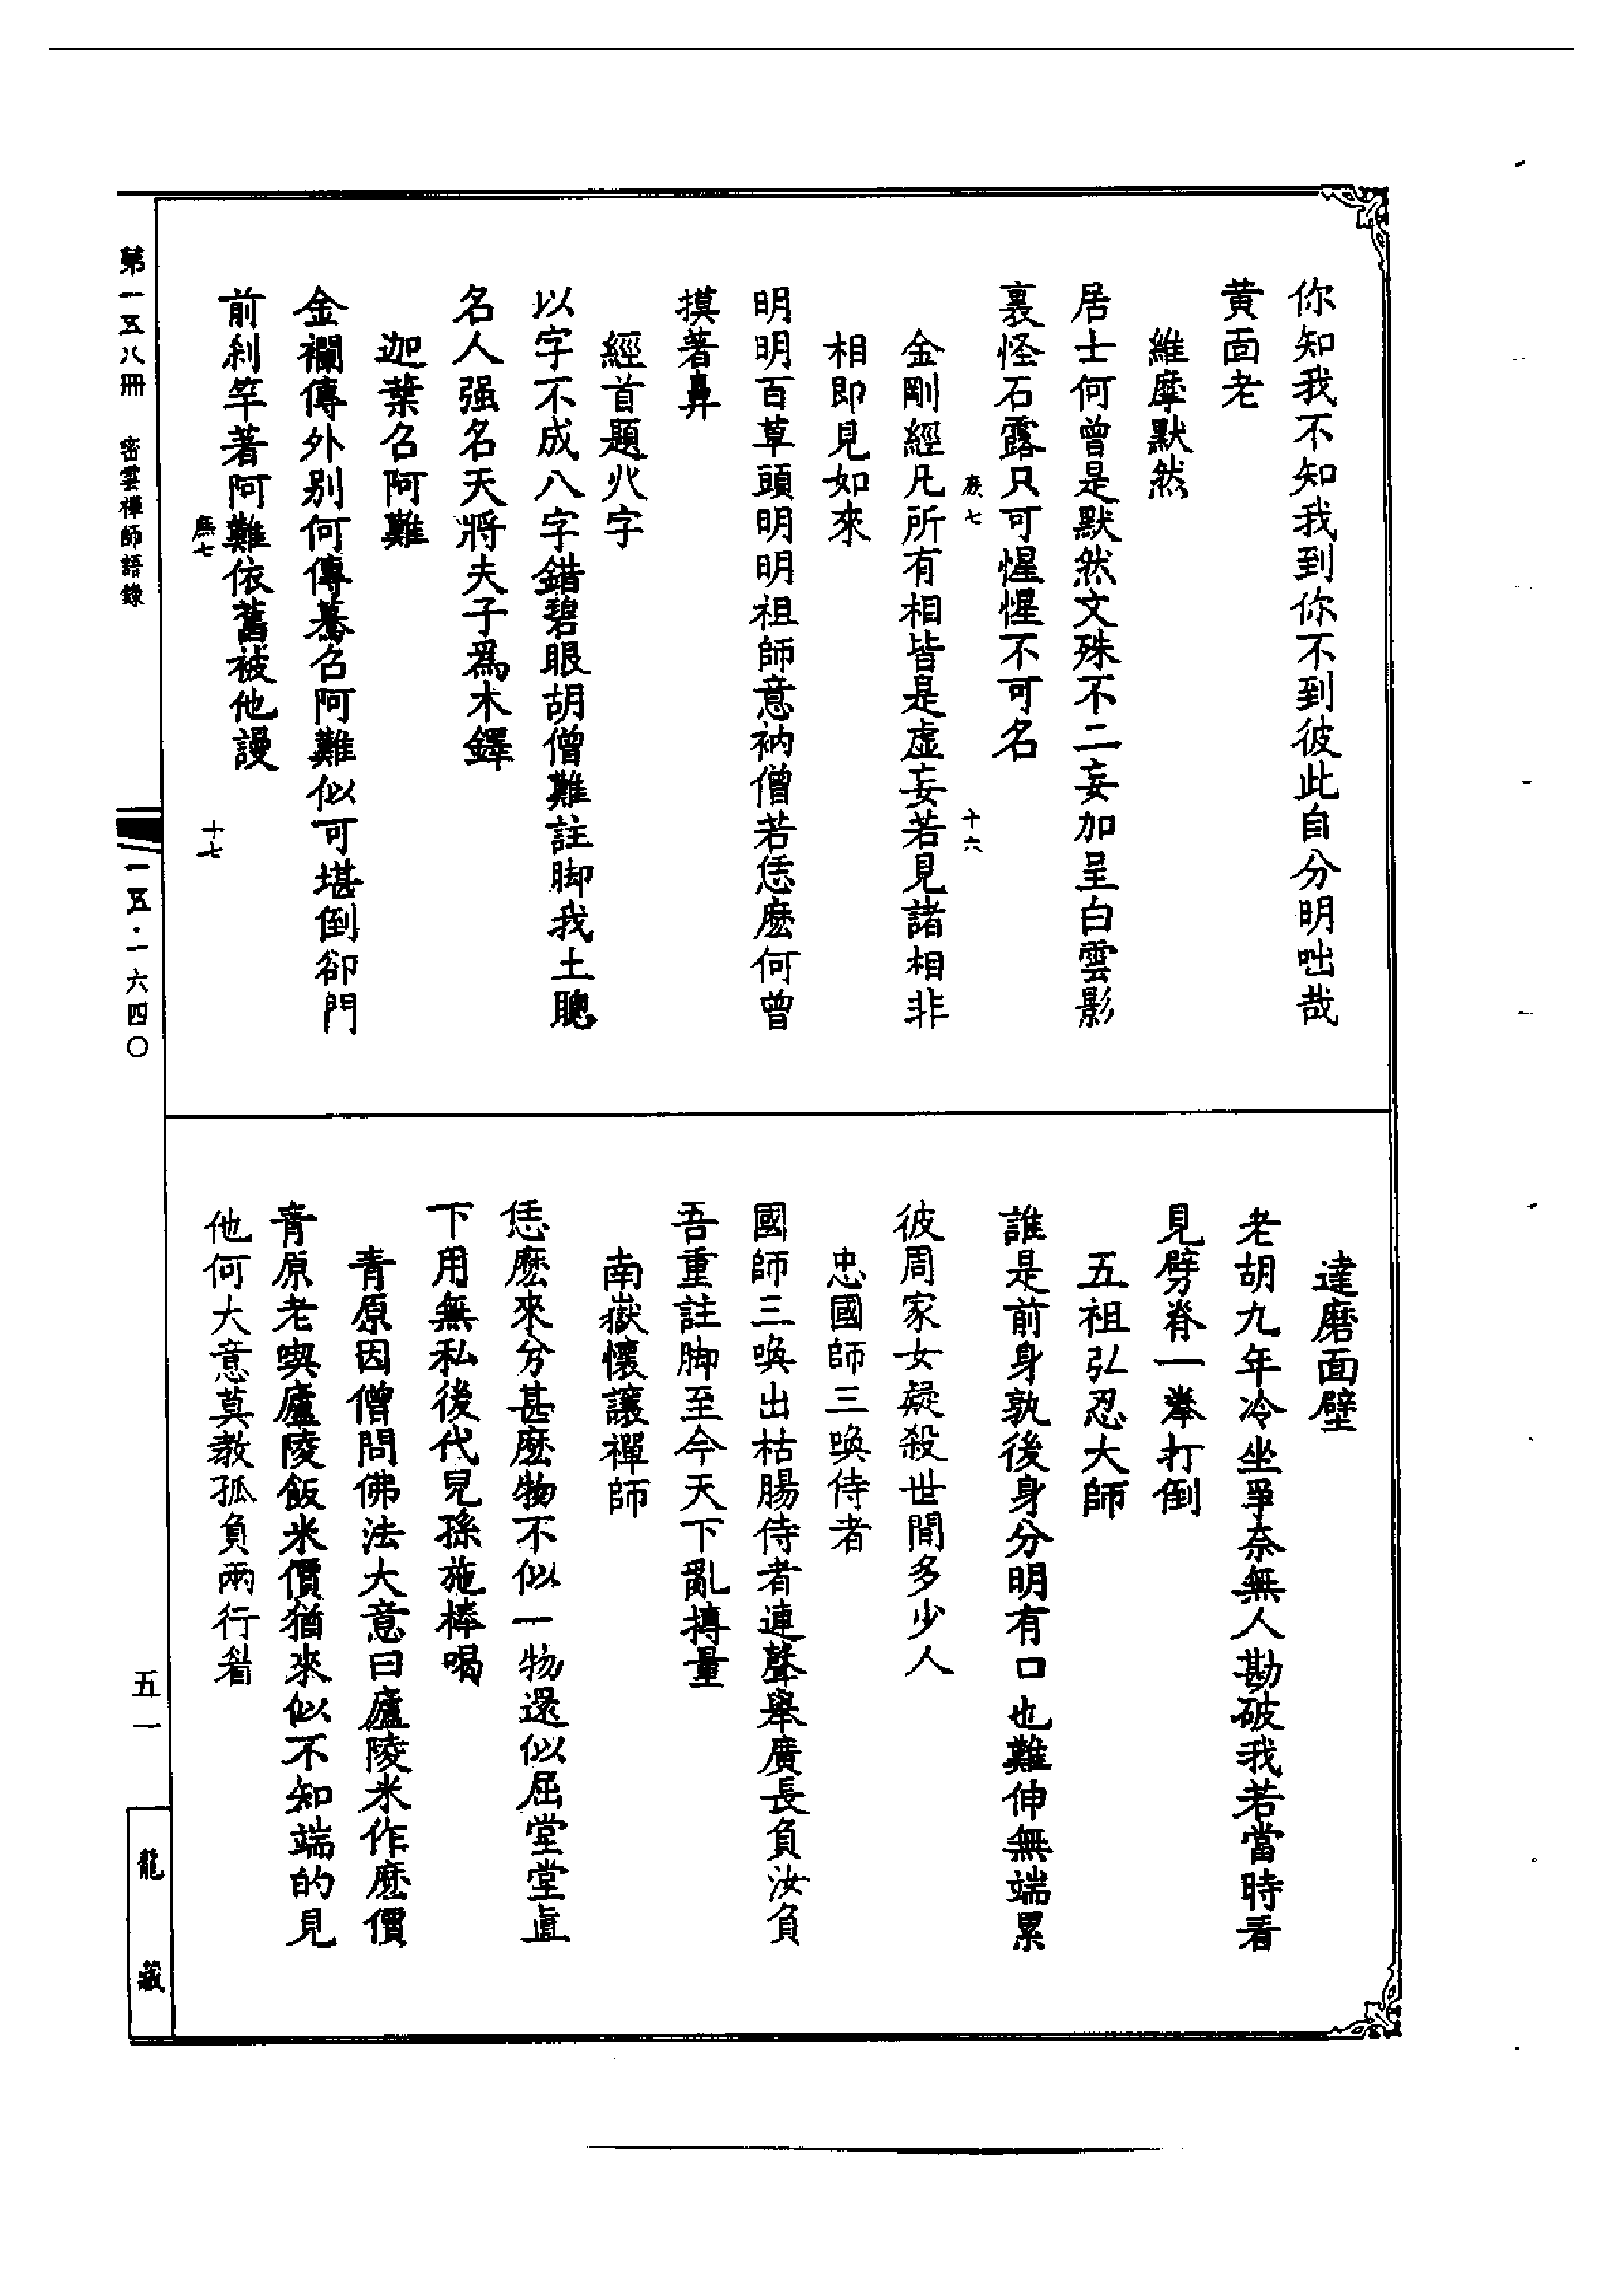 你知我不知我到你不到彼此自分明咄哉
黃面老
維摩默然
居士何曾是默然文殊不二妄加呈白雲影
裏怪石露只可惺惺不可名
七
十六
金剛經凡所有相皆是虛妄若見諸相非
相即見如來
明明百草頭明明祖師意衲僧若恁麽何曾
摸著鼻
經首題火字
以字不成八字錯碧眼胡僧難註脚我土聰
名人强名天將夫子爲木鐸
迦葉召阿難
金襴傳外別何傳驀召阿難似可堪倒卻門
前刹竿著阿難依舊被他謾
七
十七
第一五八冊 密雲禪師語錄
一五·一六四〇
達磨面壁
老胡九年冷坐爭奈無人勘破我若當時看
見劈脊一拳打倒
五祖弘忍大師
誰是前身孰後身分明有口也難伸無端累
彼周家女疑殺世間多少人
忠國師三喚侍者
國師三喚出枯腸侍者連聲舉廣長負汝負
吾重註脚至今天下亂摶量
南嶽懷讓禪師
恁麽來分甚麽物不似一物還似屈堂堂直
下用無私後代兒孫施棒喝
青原因僧問佛法大意曰廬陵米作麽價
青原老喫廬陵飯米價猶來似不知端的見
他何大意莫教孤負兩行眉
五一
龍藏